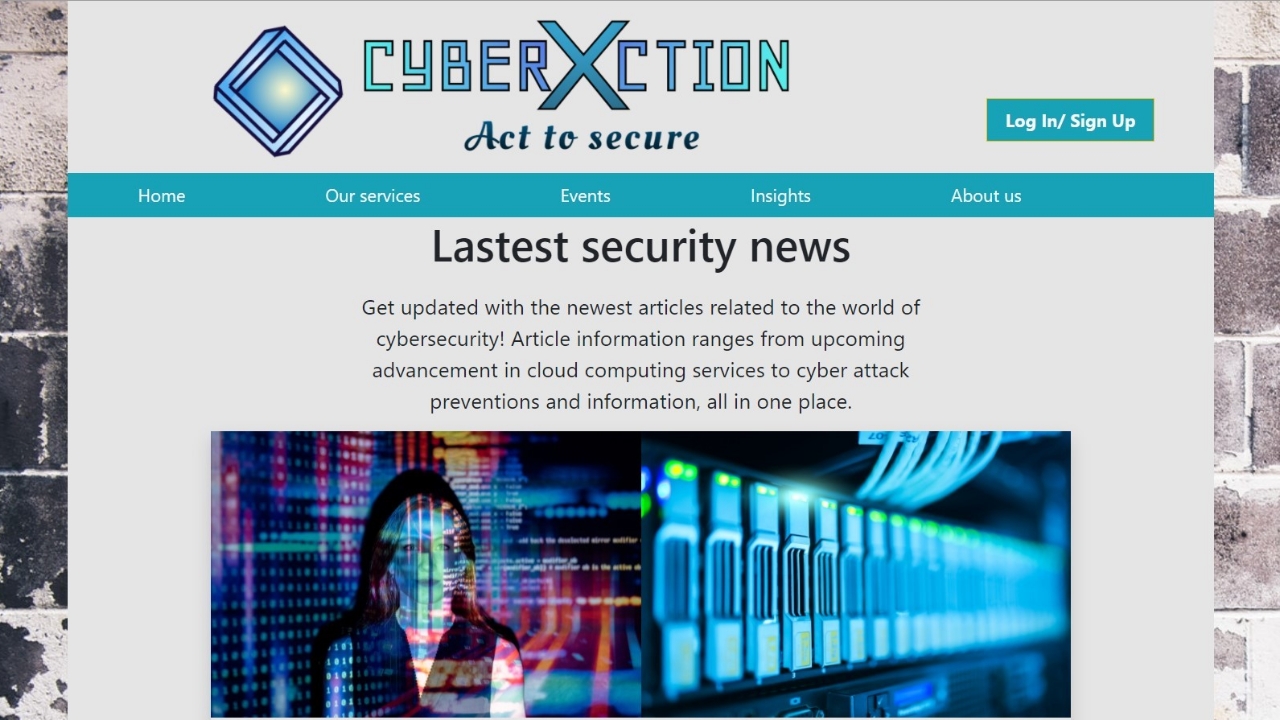 CYBERXCTION
Act to secure
Log In/ Sign Up
Home Our services Events Insights About us
Lastest security news
Get updated with the newest articles related to the world of
cybersecurity! Article information ranges from upcoming
advancement in cloud computing services to cyber attack
preventions and information, all in one place.